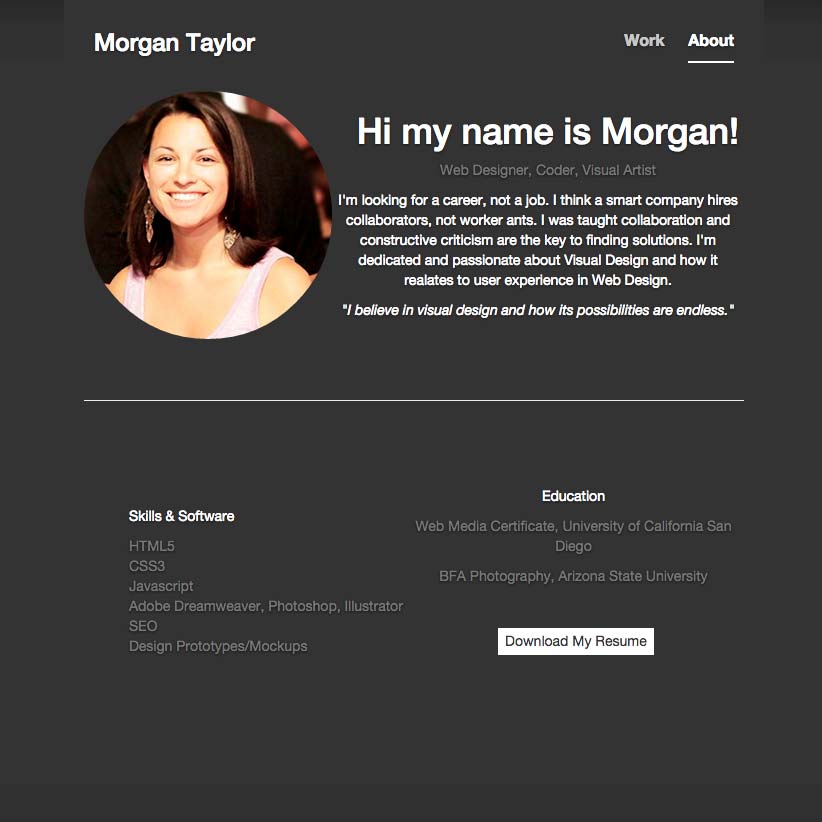 Morgan Taylor
Work About
Hi my name is Morgan!
Web Designer, Coder, Visual Artist
I'm looking for a career, not a job. I think a smart company hires
collaborators, not worker ants. I was taught collaboration and
constructive criticism are the key to finding solutions. I'm
dedicated and passionate about Visual Design and how it
realates to user experience in Web Design.
"I believe in visual design and how its possibilities are endless."
Skills & Software
HTML5
CSS3
Javascript
Adobe Dreamweaver, Photoshop, Illustrator
SEO
Design Prototypes/Mockups
Education
Web Media Certificate, University of California San
Diego
BFA Photography, Arizona State University
Download My Resume